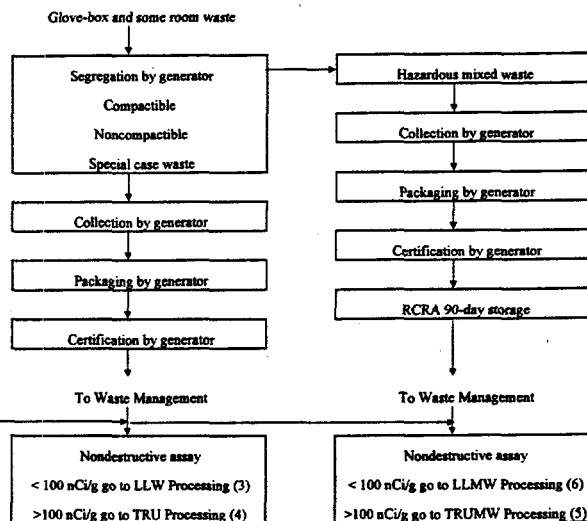 Glove-box and some room waste
Segregation by generator
Compactible
Noncompactible
Special case waste
Collection by generator
Packaging by generator
Certification by generator
To Waste Management
Nondestructive assay
< 100 nCi/g go to LLW Processing (3)
>100 nCi/g go to TRU Processing (4)
Hazardous mixed waste
Collection by generator
Packaging by generator
Certification by generator
RCRA 90-day storage
To Waste Management
Nondestructive assay
< 100 nCi/g go to LLMW Processing (6)
>100 nCi/g go to TRUMW Processing (5)